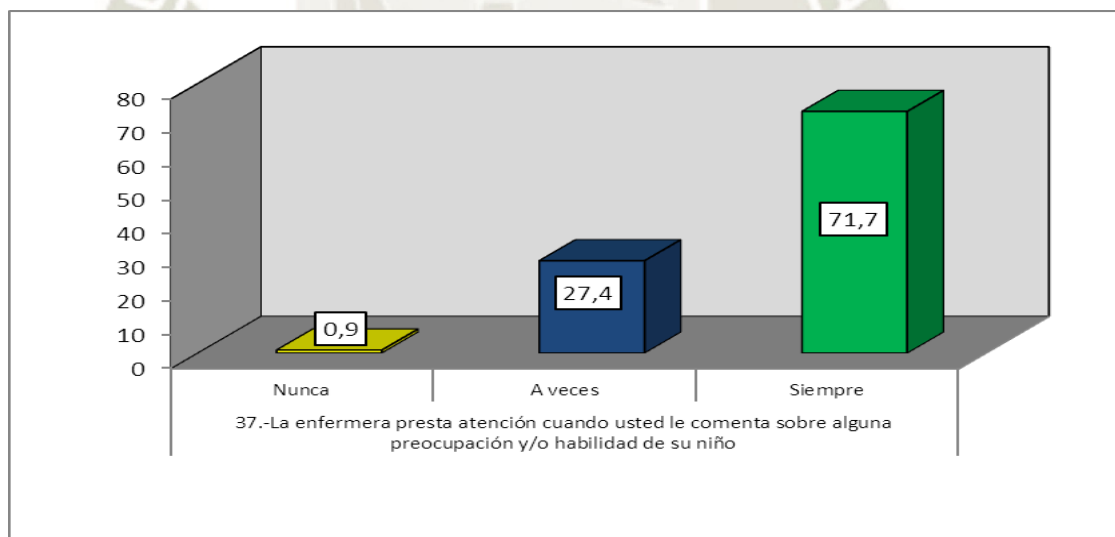 80
70
60
50
40
30
20
10
0
0,9
27,4
71,7
Nunca
A veces
Siempre
37.-La enfermera presta atención cuando usted le comenta sobre alguna
preocupación y/o habilidad de su niño